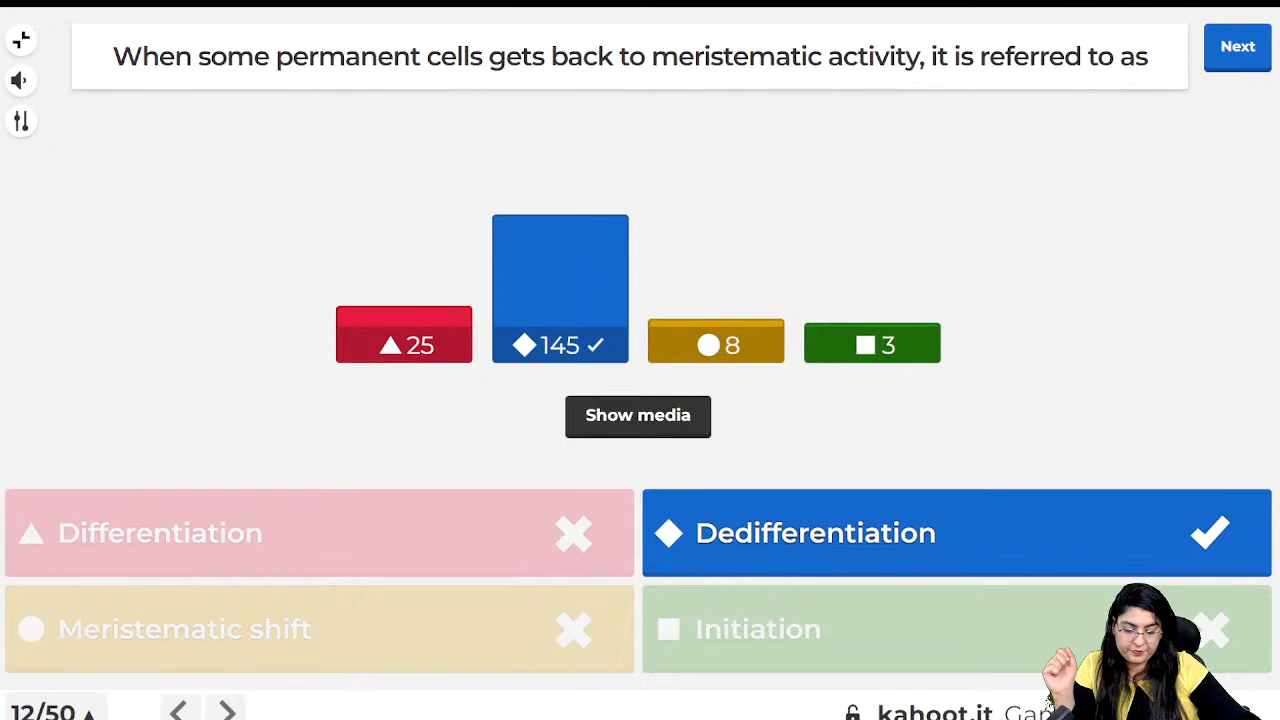 When some permanent cells gets back to meristematic activity, it is referred to as
Next
25
145
8
3
Show media
Differentiation
Dedifferentiation
Meristematic shift
Initiation
12/50
kahoot.it